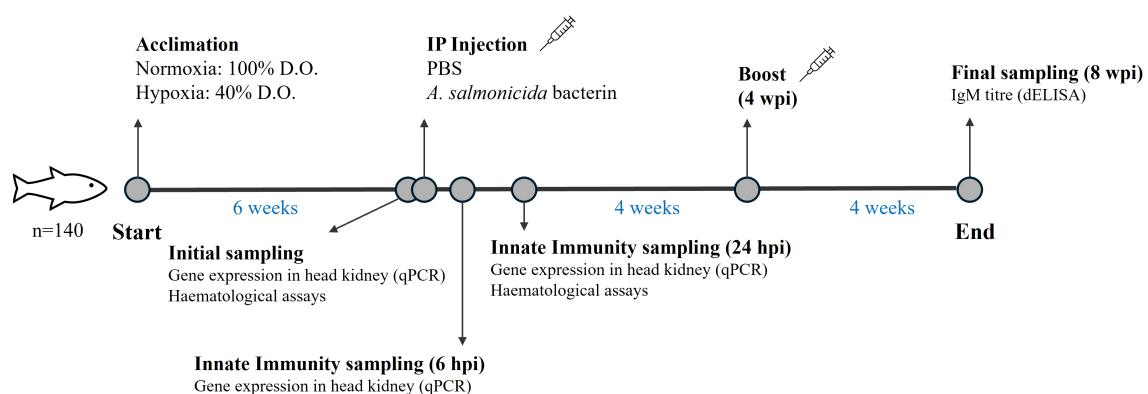 Acclimation
Normoxia: 100% D.O.
Hypoxia: 40% D.O.
IP Injection
PBS
A. salmonicida bacterin
Boost
(4 wpi)
Final sampling (8 wpi)
IgM titre (dELISA)
n=140
Start
6 weeks
4 weeks
4 weeks
End
Initial sampling
Gene expression in head kidney (qPCR)
Haematological assays
Innate Immunity sampling (24 hpi)
Gene expression in head kidney (qPCR)
Haematological assays
Innate Immunity sampling (6 hpi)
Gene expression in head kidney (qPCR)